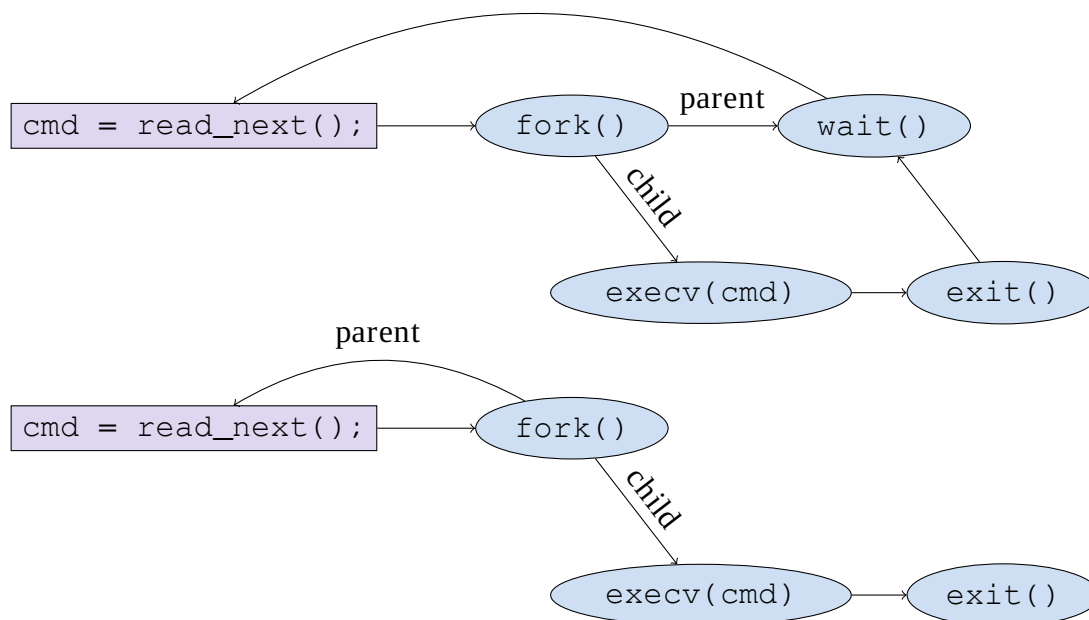 cmd = read_next();
fork()
parent
wait()
child
execv(cmd)
exit()
parent
cmd = read_next();
fork()
child
execv(cmd)
exit()